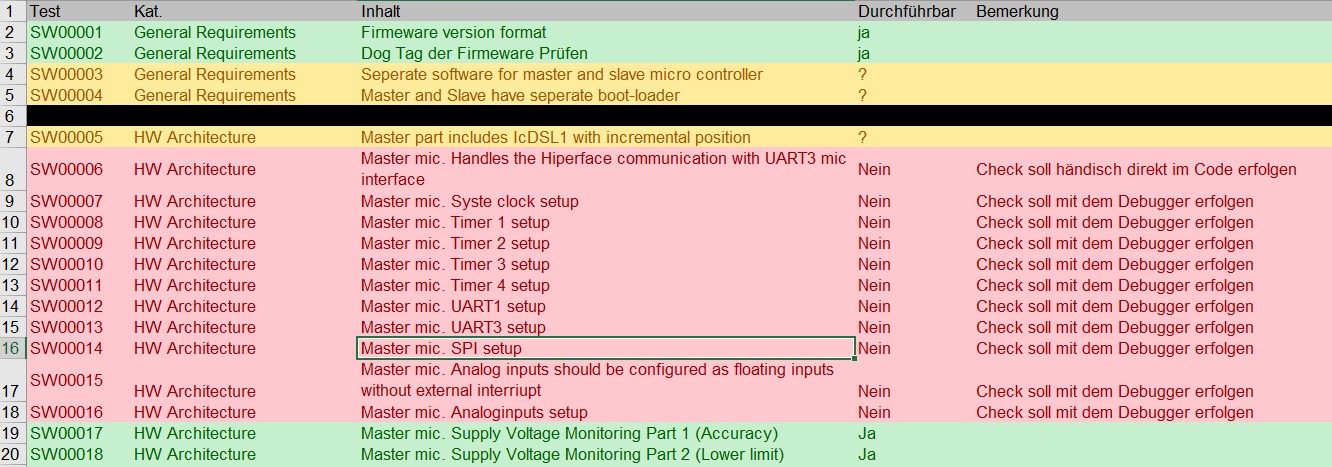 1 Test Kat. Inhalt Durchführbar Bemerkung
2 SW00001 General Requirements Firmeware version format ja
3 SW00002 General Requirements Dog Tag der Firmeware Prüfen ja
4 SW00003 General Requirements Seperate software for master and slave micro controller ?
5 SW00004 General Requirements Master and Slave have seperate boot-loader ?
6
7 SW00005 HW Architecture Master part includes IcDSL1 with incremental position ?
Master mic. Handles the Hiperface communication with UART3 mic
8 SW00006 HW Architecture interface Nein Check soll händisch direkt im Code erfolgen
9 SW00007 HW Architecture Master mic. Syste clock setup Nein Check soll mit dem Debugger erfolgen
10 SW00008 HW Architecture Master mic. Timer 1 setup Nein Check soll mit dem Debugger erfolgen
11 SW00009 HW Architecture Master mic. Timer 2 setup Nein Check soll mit dem Debugger erfolgen
12 SW00010 HW Architecture Master mic. Timer 3 setup Nein Check soll mit dem Debugger erfolgen
13 SW00011 HW Architecture Master mic. Timer 4 setup Nein Check soll mit dem Debugger erfolgen
14 SW00012 HW Architecture Master mic. UART1 setup Nein Check soll mit dem Debugger erfolgen
15 SW00013 HW Architecture Master mic. UART3 setup Nein Check soll mit dem Debugger erfolgen
16 SW00014 HW Architecture Master mic. SPI setup Nein Check soll mit dem Debugger erfolgen
Master mic. Analog inputs should be configured as floating inputs
17 SW00015 HW Architecture without external interriupt Nein Check soll mit dem Debugger erfolgen
18 SW00016 HW Architecture Master mic. Analoginputs setup Nein Check soll mit dem Debugger erfolgen
19 SW00017 HW Architecture Master mic. Supply Voltage Monitoring Part 1 (Accuracy) Ja
20 SW00018 HW Architecture Master mic. Supply Voltage Monitoring Part 2 (Lower limit) Ja